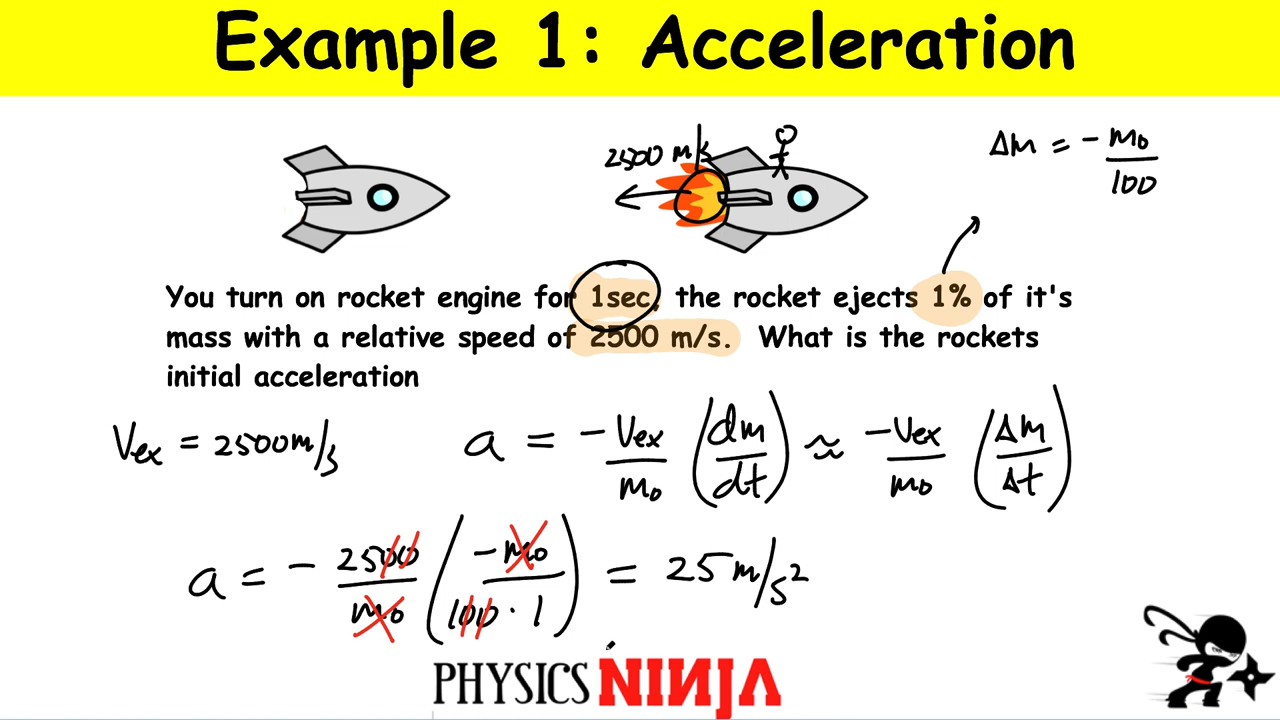 Example 1: Acceleration
2500 m/s
Δm = -m₀/100
You turn on rocket engine for 1sec, the rocket ejects 1% of it's
mass with a relative speed of 2500 m/s. What is the rockets
initial acceleration
Vex = 2500 m/s
a = -Vex/m₀ (dm/dt) ≈ -Vex/m₀ (Δm/Δt)
a = - 2500/m₀ (-m₀/100 · 1) = 25 m/s²
PHYSICS NINJA